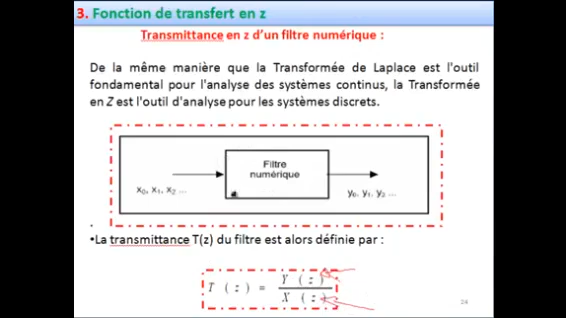 3. Fonction de transfert en z
Transmittance en z d'un filtre numérique :
De la même manière que la Transformée de Laplace est l'outil
fondamental pour l'analyse des systèmes continus, la Transformée
en Z est l'outil d'analyse pour les systèmes discrets.
Filtre
numérique
x0, x1, x2 ...
y0, y1, y2 ...
•La transmittance T(z) du filtre est alors définie par :
T ( z ) = Y ( z ) / X ( z )
24